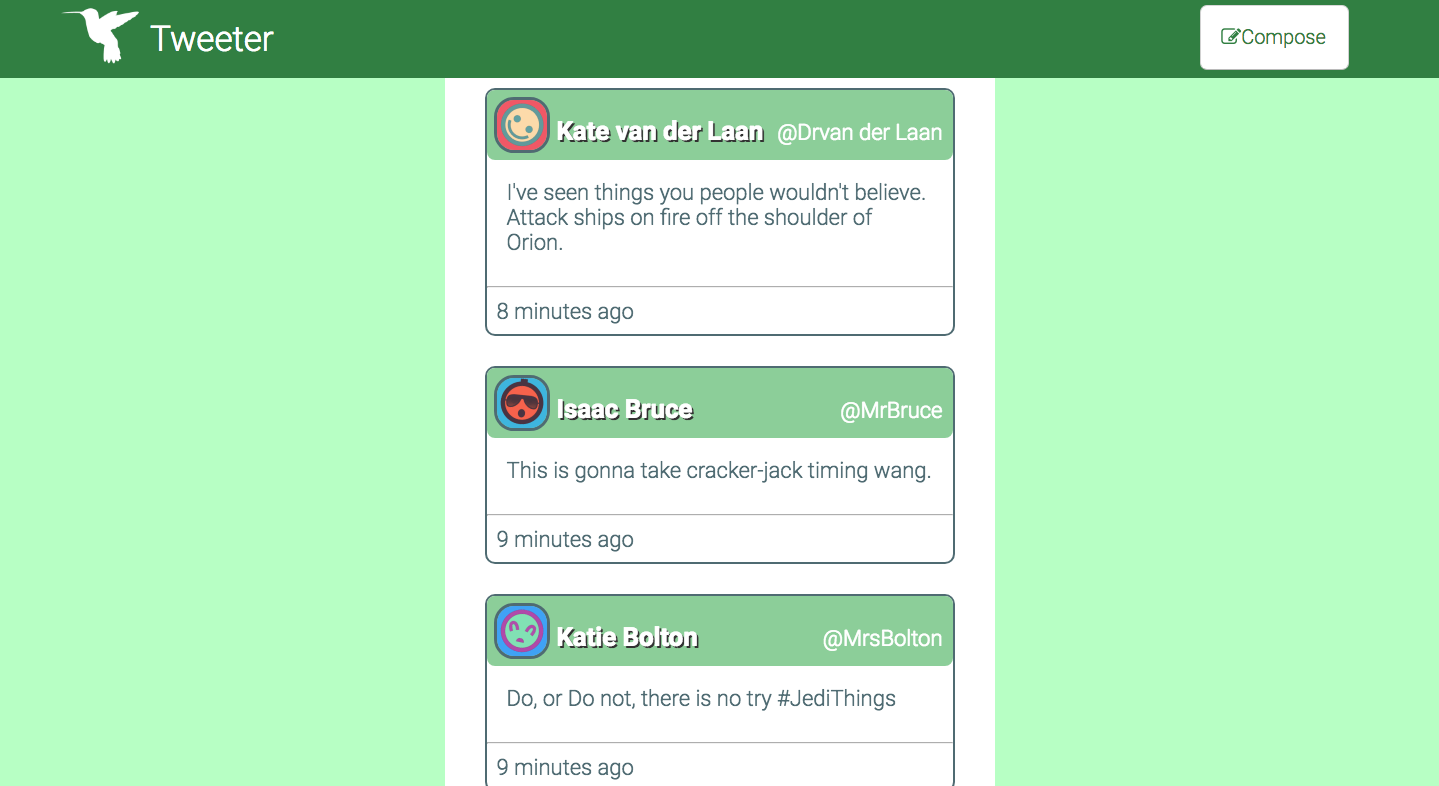 Tweeter
Compose
Kate van der Laan @Drvan der Laan
I've seen things you people wouldn't believe.
Attack ships on fire off the shoulder of
Orion.
8 minutes ago
Isaac Bruce @MrBruce
This is gonna take cracker-jack timing wang.
9 minutes ago
Katie Bolton @MrsBolton
Do, or Do not, there is no try #JediThings
9 minutes ago